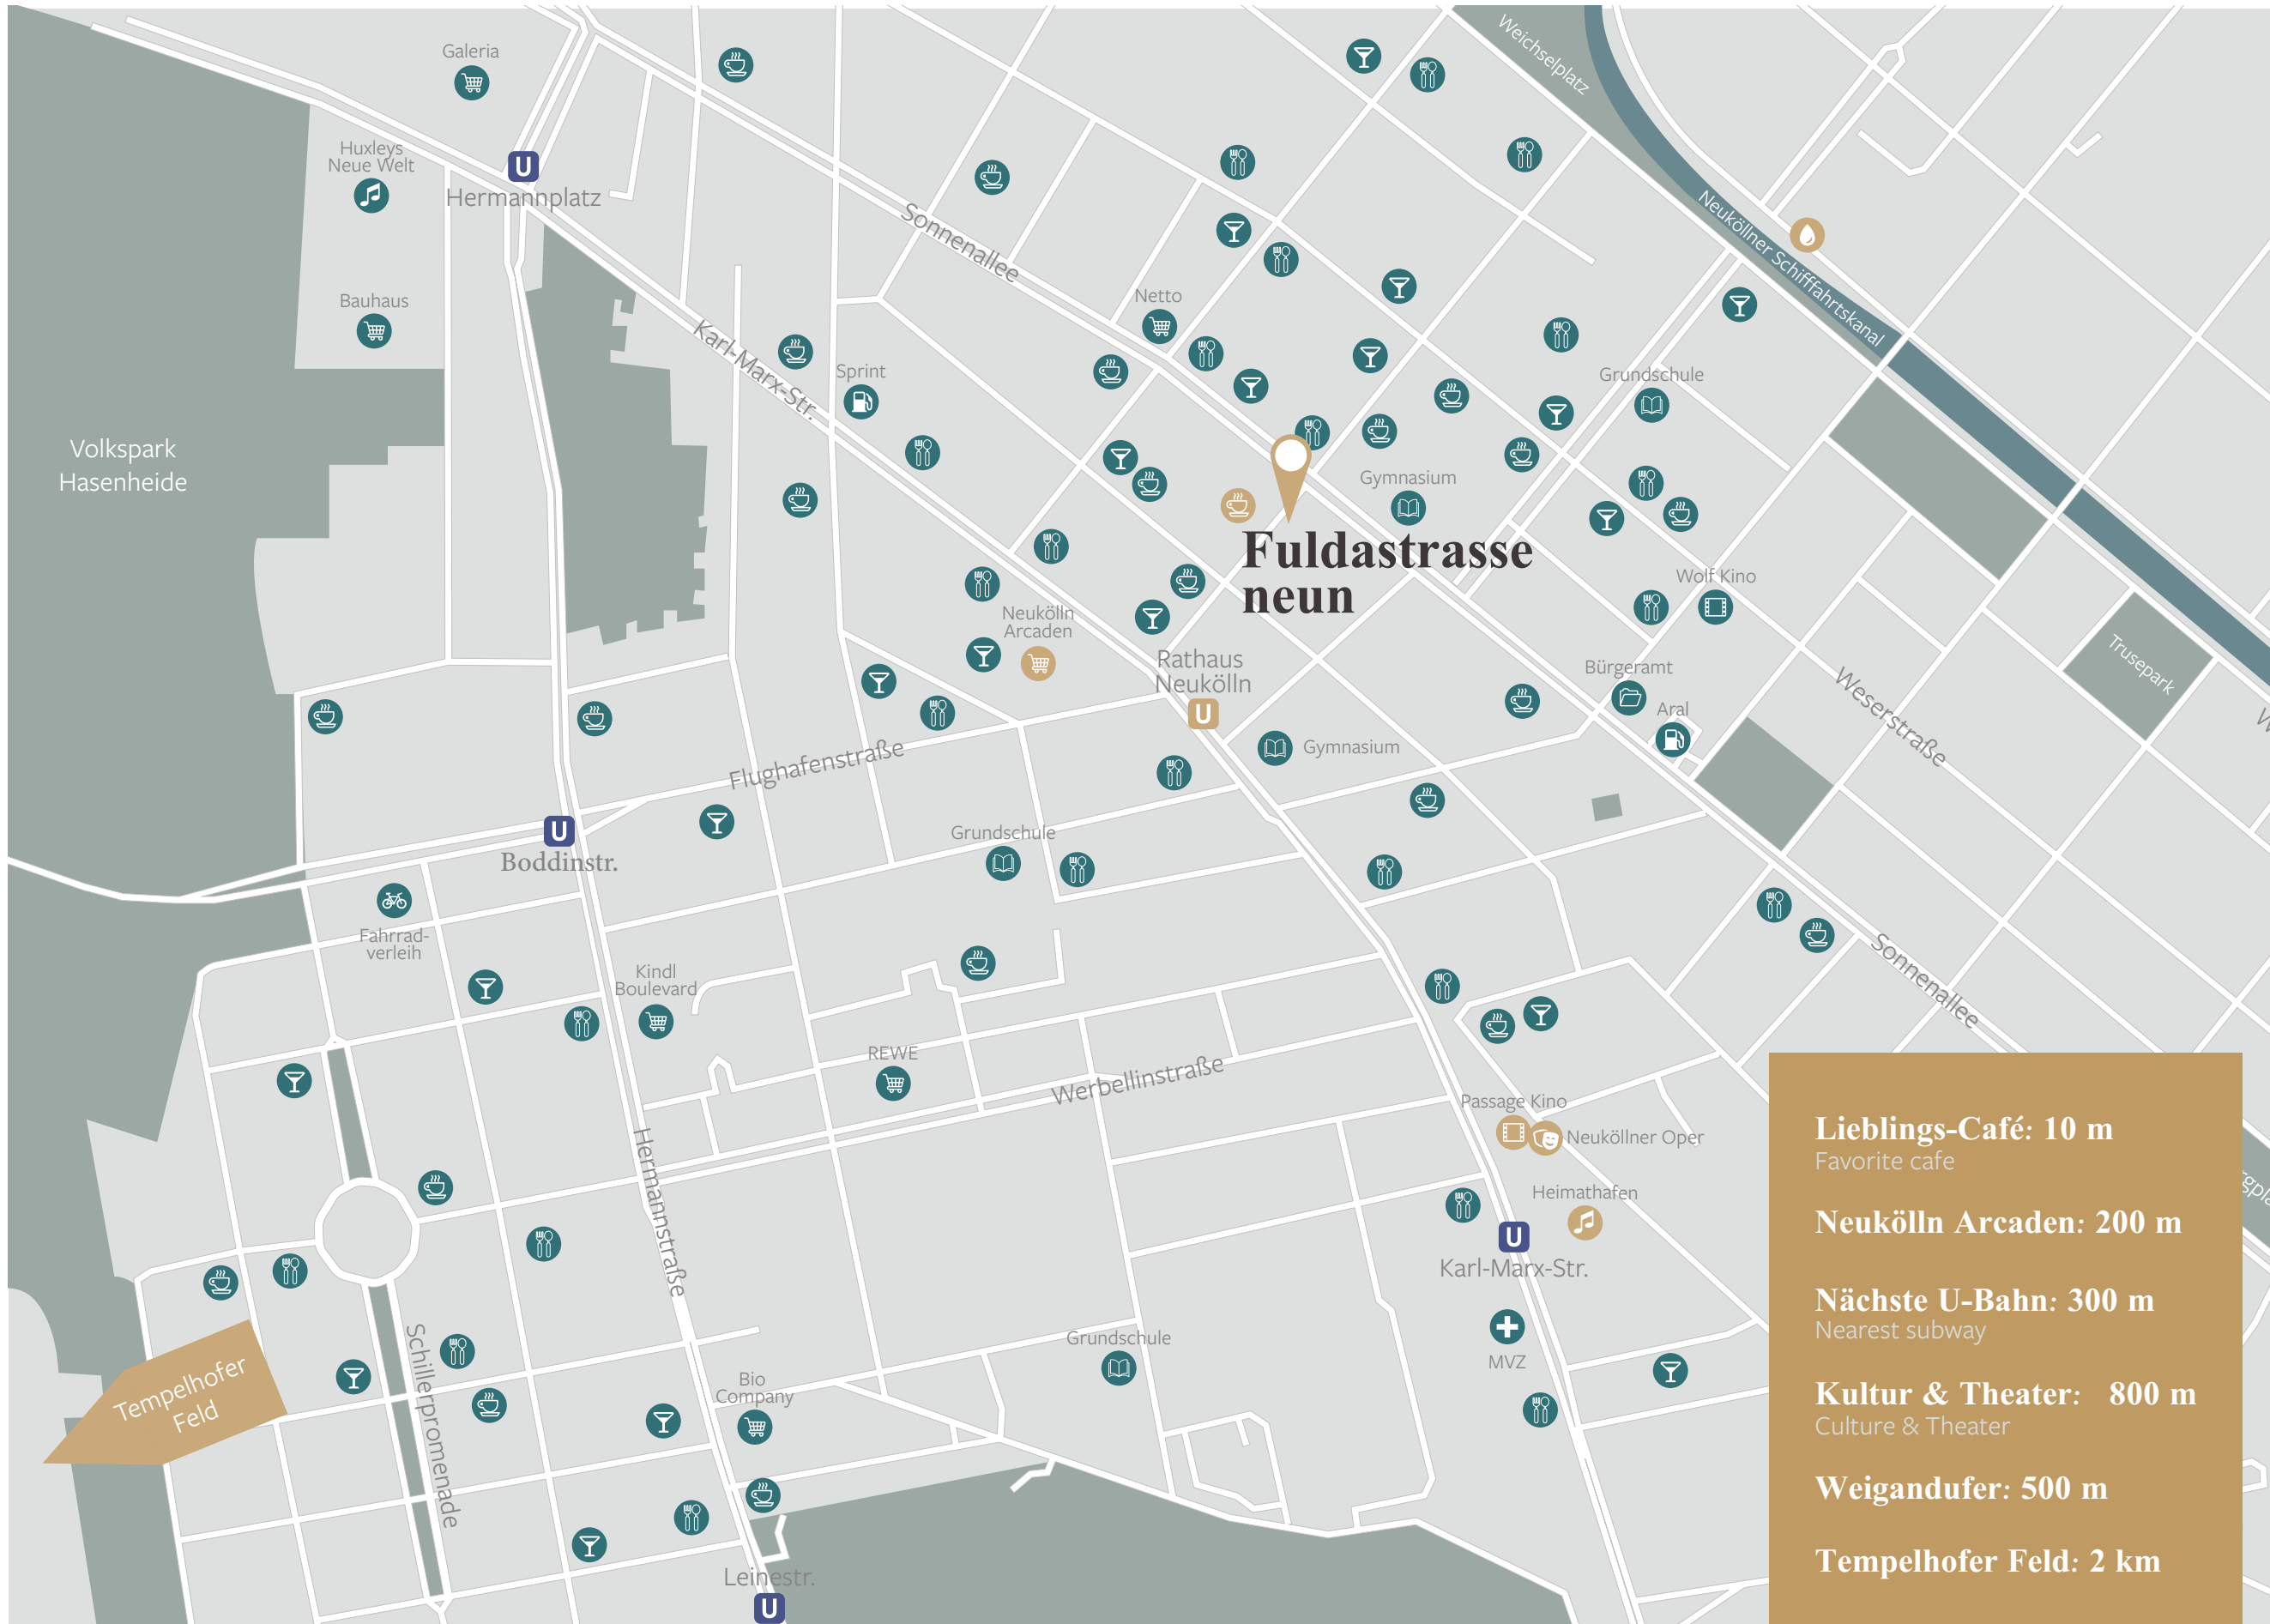 Galeria
Weichselplatz
Huxleys
Neue Welt
U
Hermannplatz
Sonnenallee
Neuköllner Schifffahrtskanal
Bauhaus
Netto
Karl-Marx-Str.
Sprint
Grundschule
Volkspark
Hasenheide
Gymnasium
Fuldastrasse
neun
Wolf Kino
Neukölln
Arcaden
Rathaus
Neukölln
U
Bürgeramt
Aral
Weserstraße
Trusepark
Flughafenstraße
Gymnasium
U
Boddinstr.
Grundschule
Fahrrad-
verleih
Kindl
Boulevard
Sonnenallee
REWE
Werbellinstraße
Passage Kino
Neuköllner Oper
Hermannstraße
Heimathafen
U
Karl-Marx-Str.
MVZ
Grundschule
Schillerpromenade
Tempelhofer
Feld
Bio
Company
Leinestr.
U
Lieblings-Café: 10 m
Favorite cafe
Neukölln Arcaden: 200 m
Nächste U-Bahn: 300 m
Nearest subway
Kultur & Theater: 800 m
Culture & Theater
Weigandufer: 500 m
Tempelhofer Feld: 2 km